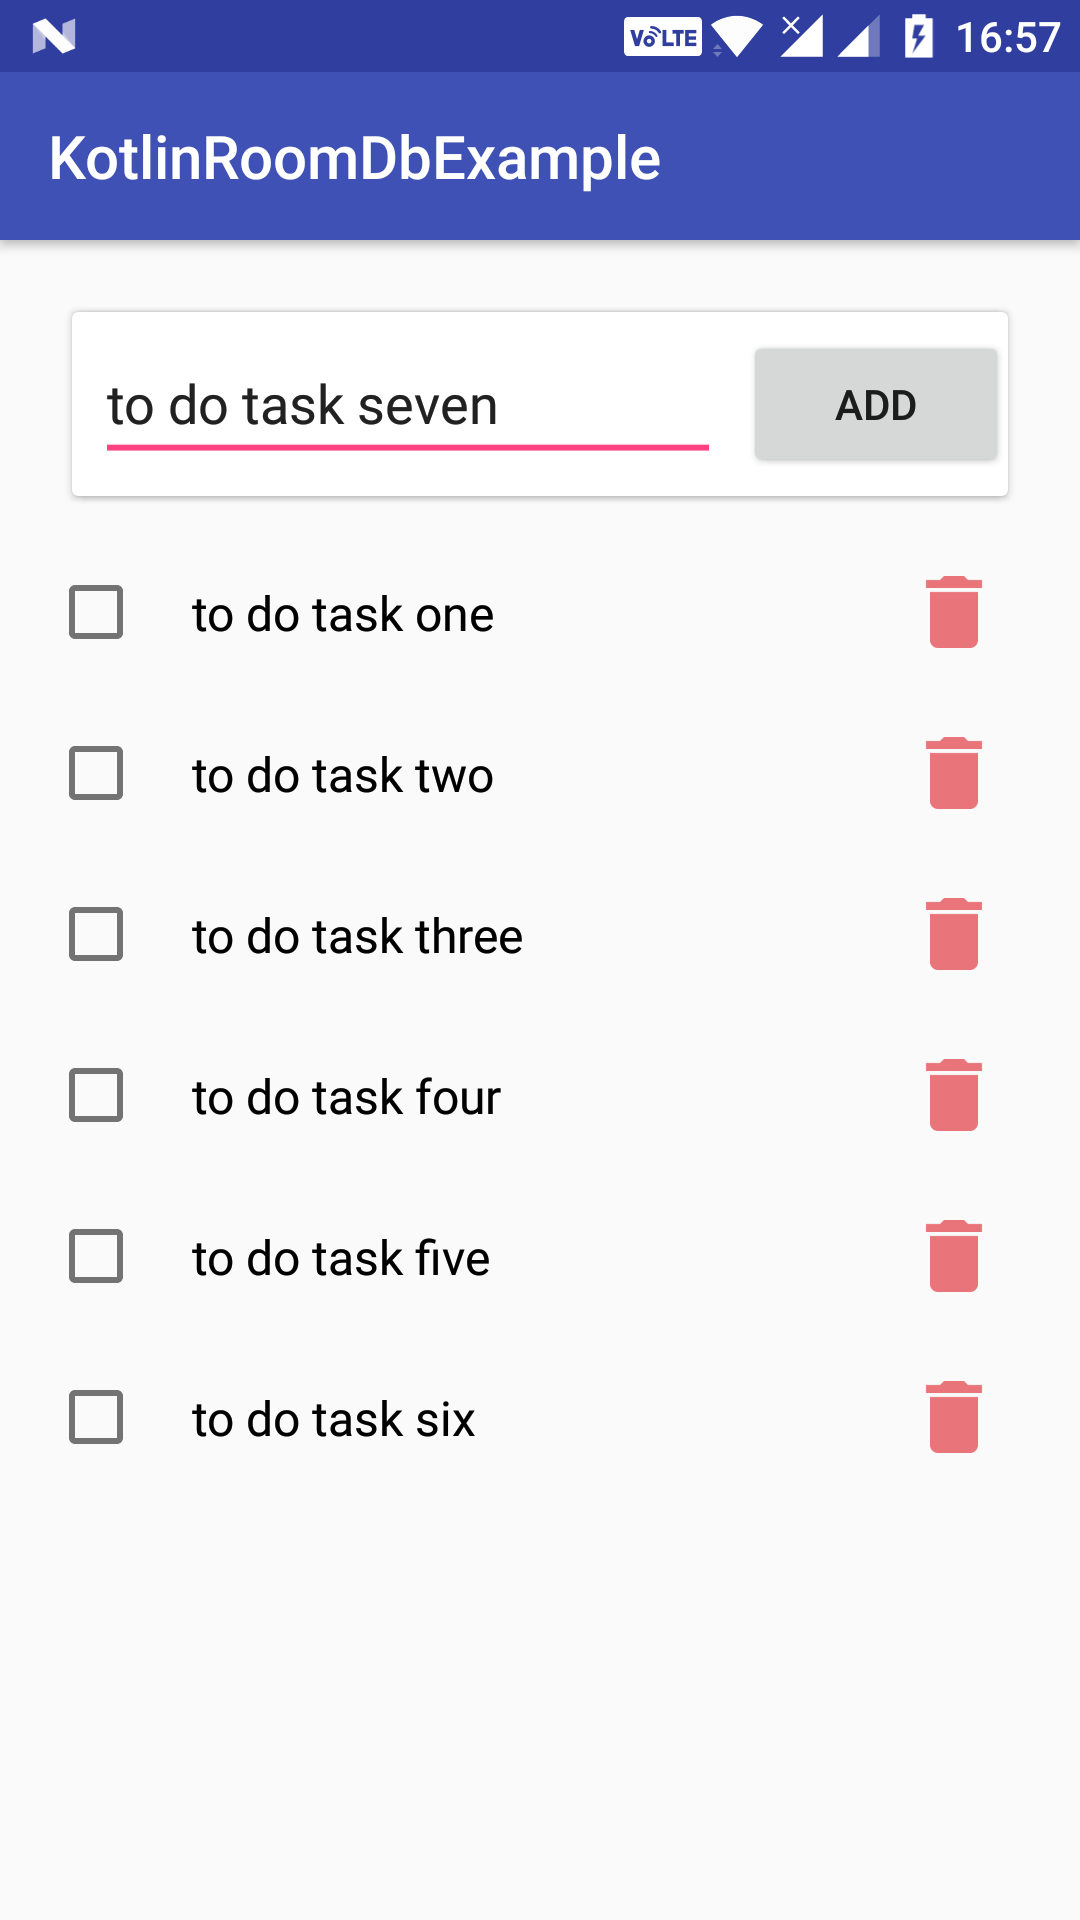 VoLTE 16:57
KotlinRoomDbExample
to do task seven ADD
to do task one
to do task two
to do task three
to do task four
to do task five
to do task six